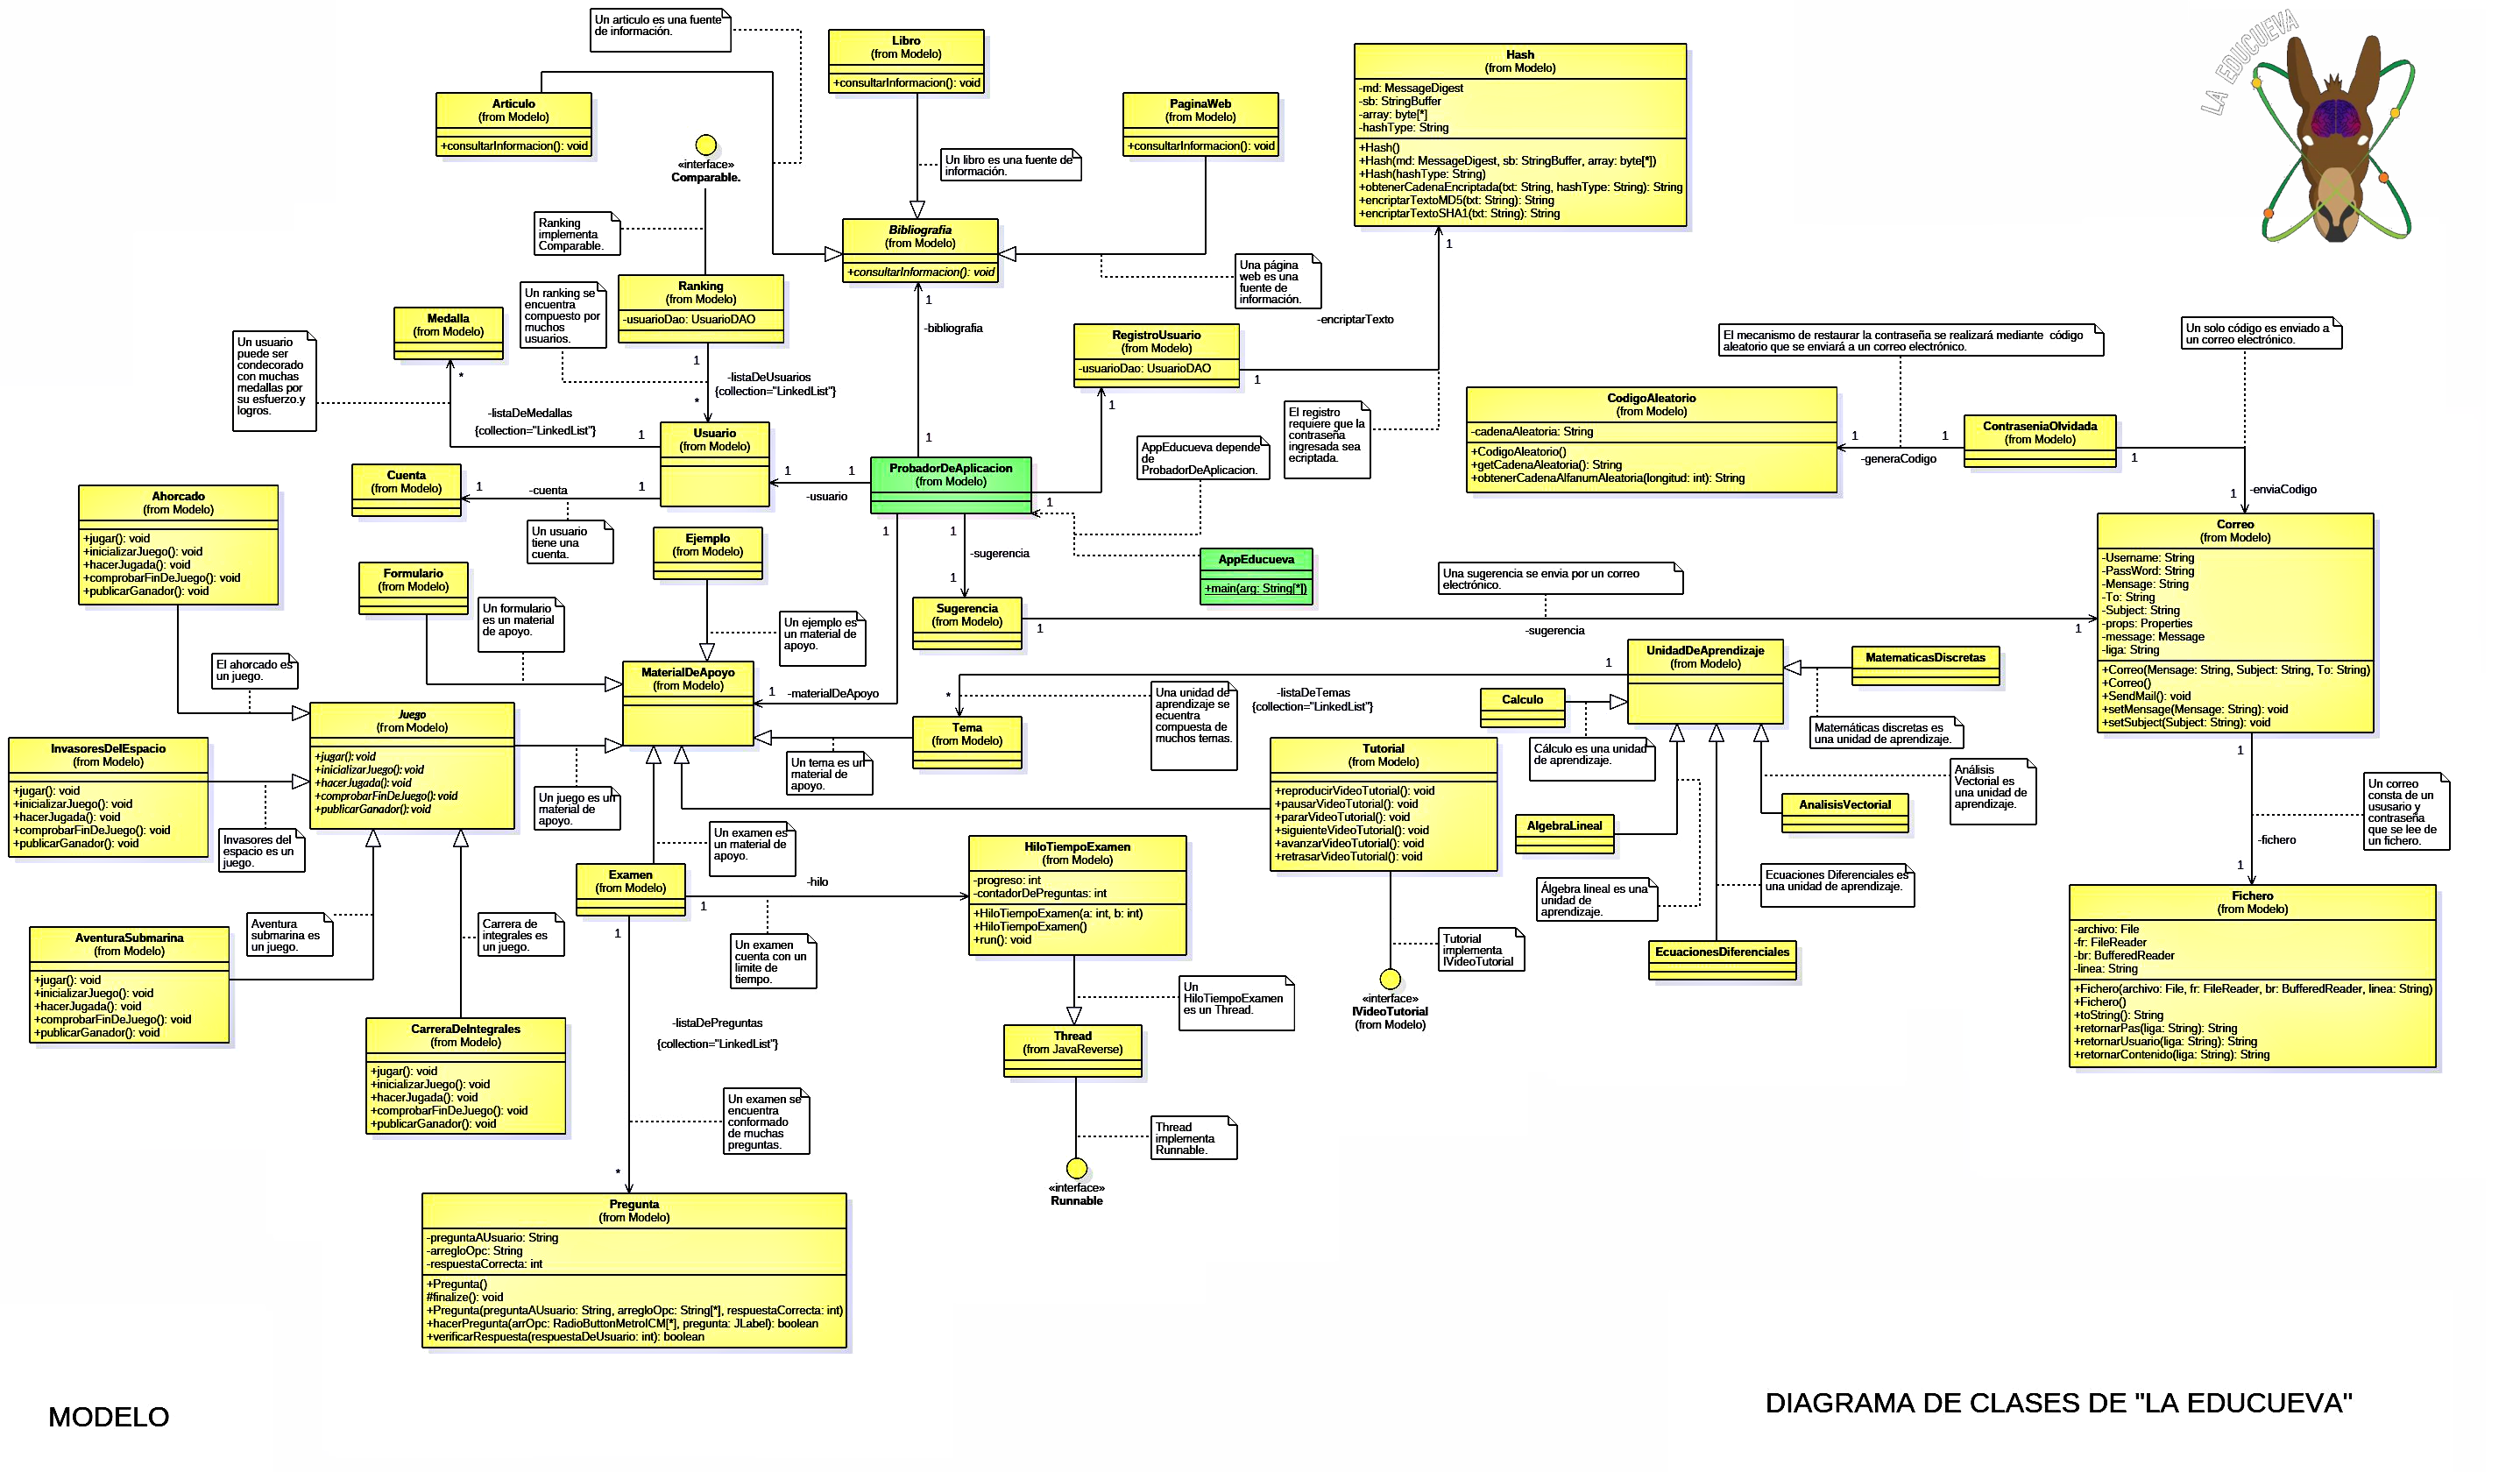 LA EDUCUEVA
Un articulo es una fuente
de información.
Libro
(from Modelo)
+consultarInformacion(): void
Articulo
(from Modelo)
+consultarInformacion(): void
PaginaWeb
(from Modelo)
+consultarInformacion(): void
Hash
(from Modelo)
-md: MessageDigest
-sb: StringBuffer
-array: byte[*]
-hashType: String
+Hash()
+Hash(md: MessageDigest, sb: StringBuffer, array: byte[*])
+Hash(hashType: String)
+obtenerCadenaEncriptada(txt: String, hashType: String): String
+encriptarTextoMD5(txt: String): String
+encriptarTextoSHA1(txt: String): String
«interface»
Comparable.
Un libro es una fuente de
información.
Ranking
implementa
Comparable.
Bibliografia
(from Modelo)
+consultarInformacion(): void
Una página
web es una
fuente de
información.
1
-encriptarTexto
1
-bibliografia
1
Ranking
(from Modelo)
-usuarioDao: UsuarioDAO
Un ranking se
encuentra
compuesto por
muchos
usuarios.
Medalla
(from Modelo)
Un usuario
puede ser
condecorado
con muchas
medallas por
su esfuerzo.y
logros.
*
-listaDeMedallas
{collection="LinkedList"}
1
1
-listaDeUsuarios
{collection="LinkedList"}
*
RegistroUsuario
(from Modelo)
-usuarioDao: UsuarioDAO
1
1
El registro
requiere que la
contraseña
ingresada sea
ecriptada.
El mecanismo de restaurar la contraseña se realizará mediante  código
aleatorio que se enviará a un correo electrónico.
Un solo código es enviado a
un correo electrónico.
CodigoAleatorio
(from Modelo)
-cadenaAleatoria: String
+CodigoAleatorio()
+getCadenaAleatoria(): String
+obtenerCadenaAlfanumAleatoria(longitud: int): String
1
1
-generaCodigo
ContraseniaOlvidada
(from Modelo)
1
1
-enviaCodigo
Usuario
(from Modelo)
Cuenta
(from Modelo)
1
-cuenta
1
Un usuario
tiene una
cuenta.
1
1
-usuario
ProbadorDeAplicacion
(from Modelo)
AppEducueva depende
de
ProbadorDeAplicacion.
1
AppEducueva
+main(arg: String[*])
1
1
-sugerencia
1
Sugerencia
(from Modelo)
1
Una sugerencia se envia por un correo
electrónico.
-sugerencia
1
Correo
(from Modelo)
-Username: String
-PassWord: String
-Message: String
-To: String
-Subject: String
-props: Properties
-message: Message
-liga: String
+Correo(Message: String, Subject: String, To: String)
+Correo()
+SendMail(): void
+setMensage(Mensage: String): void
+setSubject(Subject: String): void
Ahorcado
(from Modelo)
+jugar(): void
+inicializarJuego(): void
+hacerJugada(): void
+comprobarFinDeJuego(): void
+publicarGanador(): void
Formulario
(from Modelo)
Ejemplo
(from Modelo)
Un formulario
es un material
de apoyo.
Un ejemplo es
un material de
apoyo.
El ahorcado es
un juego.
MaterialDeApoyo
(from Modelo)
1
-materialDeApoyo
Una unidad de
aprendizaje se
ecuentra
compuesta de
muchos temas.
-listaDeTemas
{collection="LinkedList"}
*
1
UnidadDeAprendizaje
(from Modelo)
MatematicasDiscretas
Calculo
Matemáticas discretas es
una unidad de aprendizaje.
Cálculo es una unidad
de aprendizaje.
Tema
(from Modelo)
Un tema es un
material de
apoyo.
Juego
(from Modelo)
+jugar(): void
+inicializarJuego(): void
+hacerJugada(): void
+comprobarFinDeJuego(): void
+publicarGanador(): void
InvasoresDelEspacio
(from Modelo)
+jugar(): void
+inicializarJuego(): void
+hacerJugada(): void
+comprobarFinDeJuego(): void
+publicarGanador(): void
Invasores del
espacio es un
juego.
Un juego es un
material de
apoyo.
Tutorial
(from Modelo)
+reproducirVideoTutorial(): void
+pausarVideoTutorial(): void
+pararVideoTutorial(): void
+siguienteVideoTutorial(): void
+avanzarVideoTutorial(): void
+retrasarVideoTutorial(): void
Análisis
Vectorial es
una unidad de
aprendizaje.
AnalisisVectorial
AlgebraLineal
Álgebra lineal es una
unidad de
aprendizaje.
Ecuaciones Diferenciales es
una unidad de aprendizaje.
EcuacionesDiferenciales
1
-fichero
1
Un correo
consta de un
ususario y
contraseña
que se lee de
un fichero.
Un examen es
un material de
apoyo.
Examen
(from Modelo)
1
-hilo
1
Un examen
cuenta con un
limite de
tiempo.
HiloTiempoExamen
(from Modelo)
-progreso: int
-contadorDePreguntas: int
+HiloTiempoExamen(a: int, b: int)
+HiloTiempoExamen()
+run(): void
Tutorial
implementa
IVideoTutorial
«interface»
IVideoTutorial
(from Modelo)
Fichero
(from Modelo)
-archivo: File
-fr: FileReader
-br: BufferedReader
-linea: String
+Fichero(archivo: File, fr: FileReader, br: BufferedReader, linea: String)
+Fichero()
+toString(): String
+retornarPas(liga: String): String
+retornarUsuario(liga: String): String
+retornarContenido(liga: String): String
Aventura
submarina es
un juego.
Carrera de
integrales es
un juego.
AventuraSubmarina
(from Modelo)
+jugar(): void
+inicializarJuego(): void
+hacerJugada(): void
+comprobarFinDeJuego(): void
+publicarGanador(): void
CarreraDeIntegrales
(from Modelo)
+jugar(): void
+inicializarJuego(): void
+hacerJugada(): void
+comprobarFinDeJuego(): void
+publicarGanador(): void
-listaDePreguntas
{collection="LinkedList"}
Un
HiloTiempoExamen
es un Thread.
Thread
(from JavaReverse)
Un examen se
encuentra
conformado
de muchas
preguntas.
Thread
implementa
Runnable.
*
«interface»
Runnable
Pregunta
(from Modelo)
-preguntaAUsuario: String
-arregloOpc: String
-respuestaCorrecta: int
+Pregunta()
#finalize(): void
+Pregunta(preguntaAUsuario: String, arregloOpc: String[*], respuestaCorrecta: int)
+hacerPregunta(arrOpc: RadioButtonMetroICM[*], pregunta: JLabel): boolean
+verificarRespuesta(respuestaDeUsuario: int): boolean
MODELO
DIAGRAMA DE CLASES DE "LA EDUCUEVA"